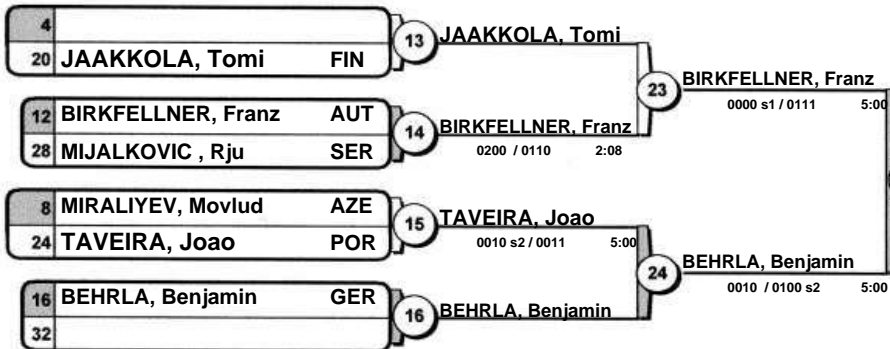 4
20 JAAKKOLA, Tomi FIN
13 JAAKKOLA, Tomi
12 BIRKFELLNER, Franz AUT
28 MIJALKOVIC , Rju SER
14 BIRKFELLNER, Franz
0200 / 0110 2:08
23 BIRKFELLNER, Franz
0000 s1 / 0111 5:00
8 MIRALIYEV, Movlud AZE
24 TAVEIRA, Joao POR
15 TAVEIRA, Joao
0010 s2 / 0011 5:00
16 BEHRLA, Benjamin GER
32
16 BEHRLA, Benjamin
24 BEHRLA, Benjamin
0010 / 0100 s2 5:00